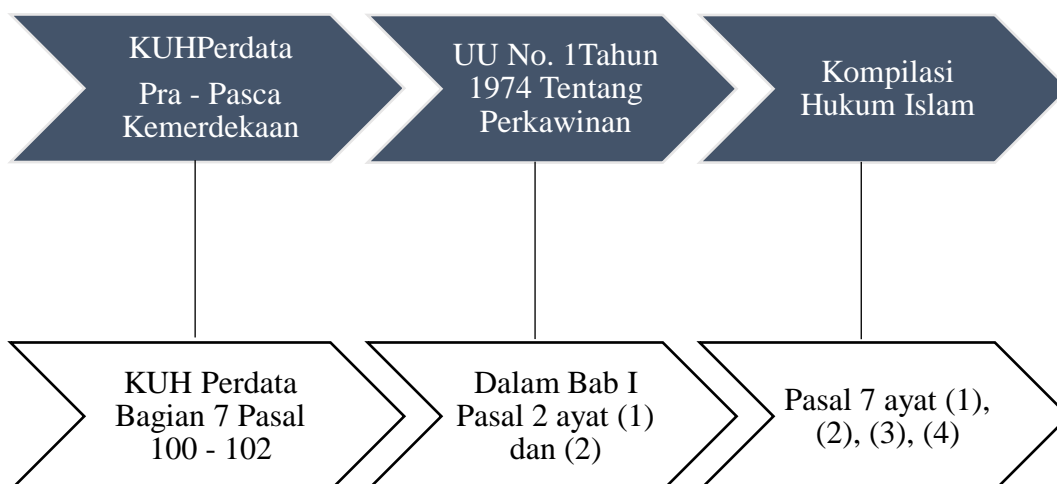 KUHPerdata
Pra - Pasca
Kemerdekaan
UU No. 1Tahun
1974 Tentang
Perkawinan
Kompilasi
Hukum Islam
KUH Perdata
Bagian 7 Pasal
100 - 102
Dalam Bab I
Pasal 2 ayat (1)
dan (2)
Pasal 7 ayat (1),
(2), (3), (4)